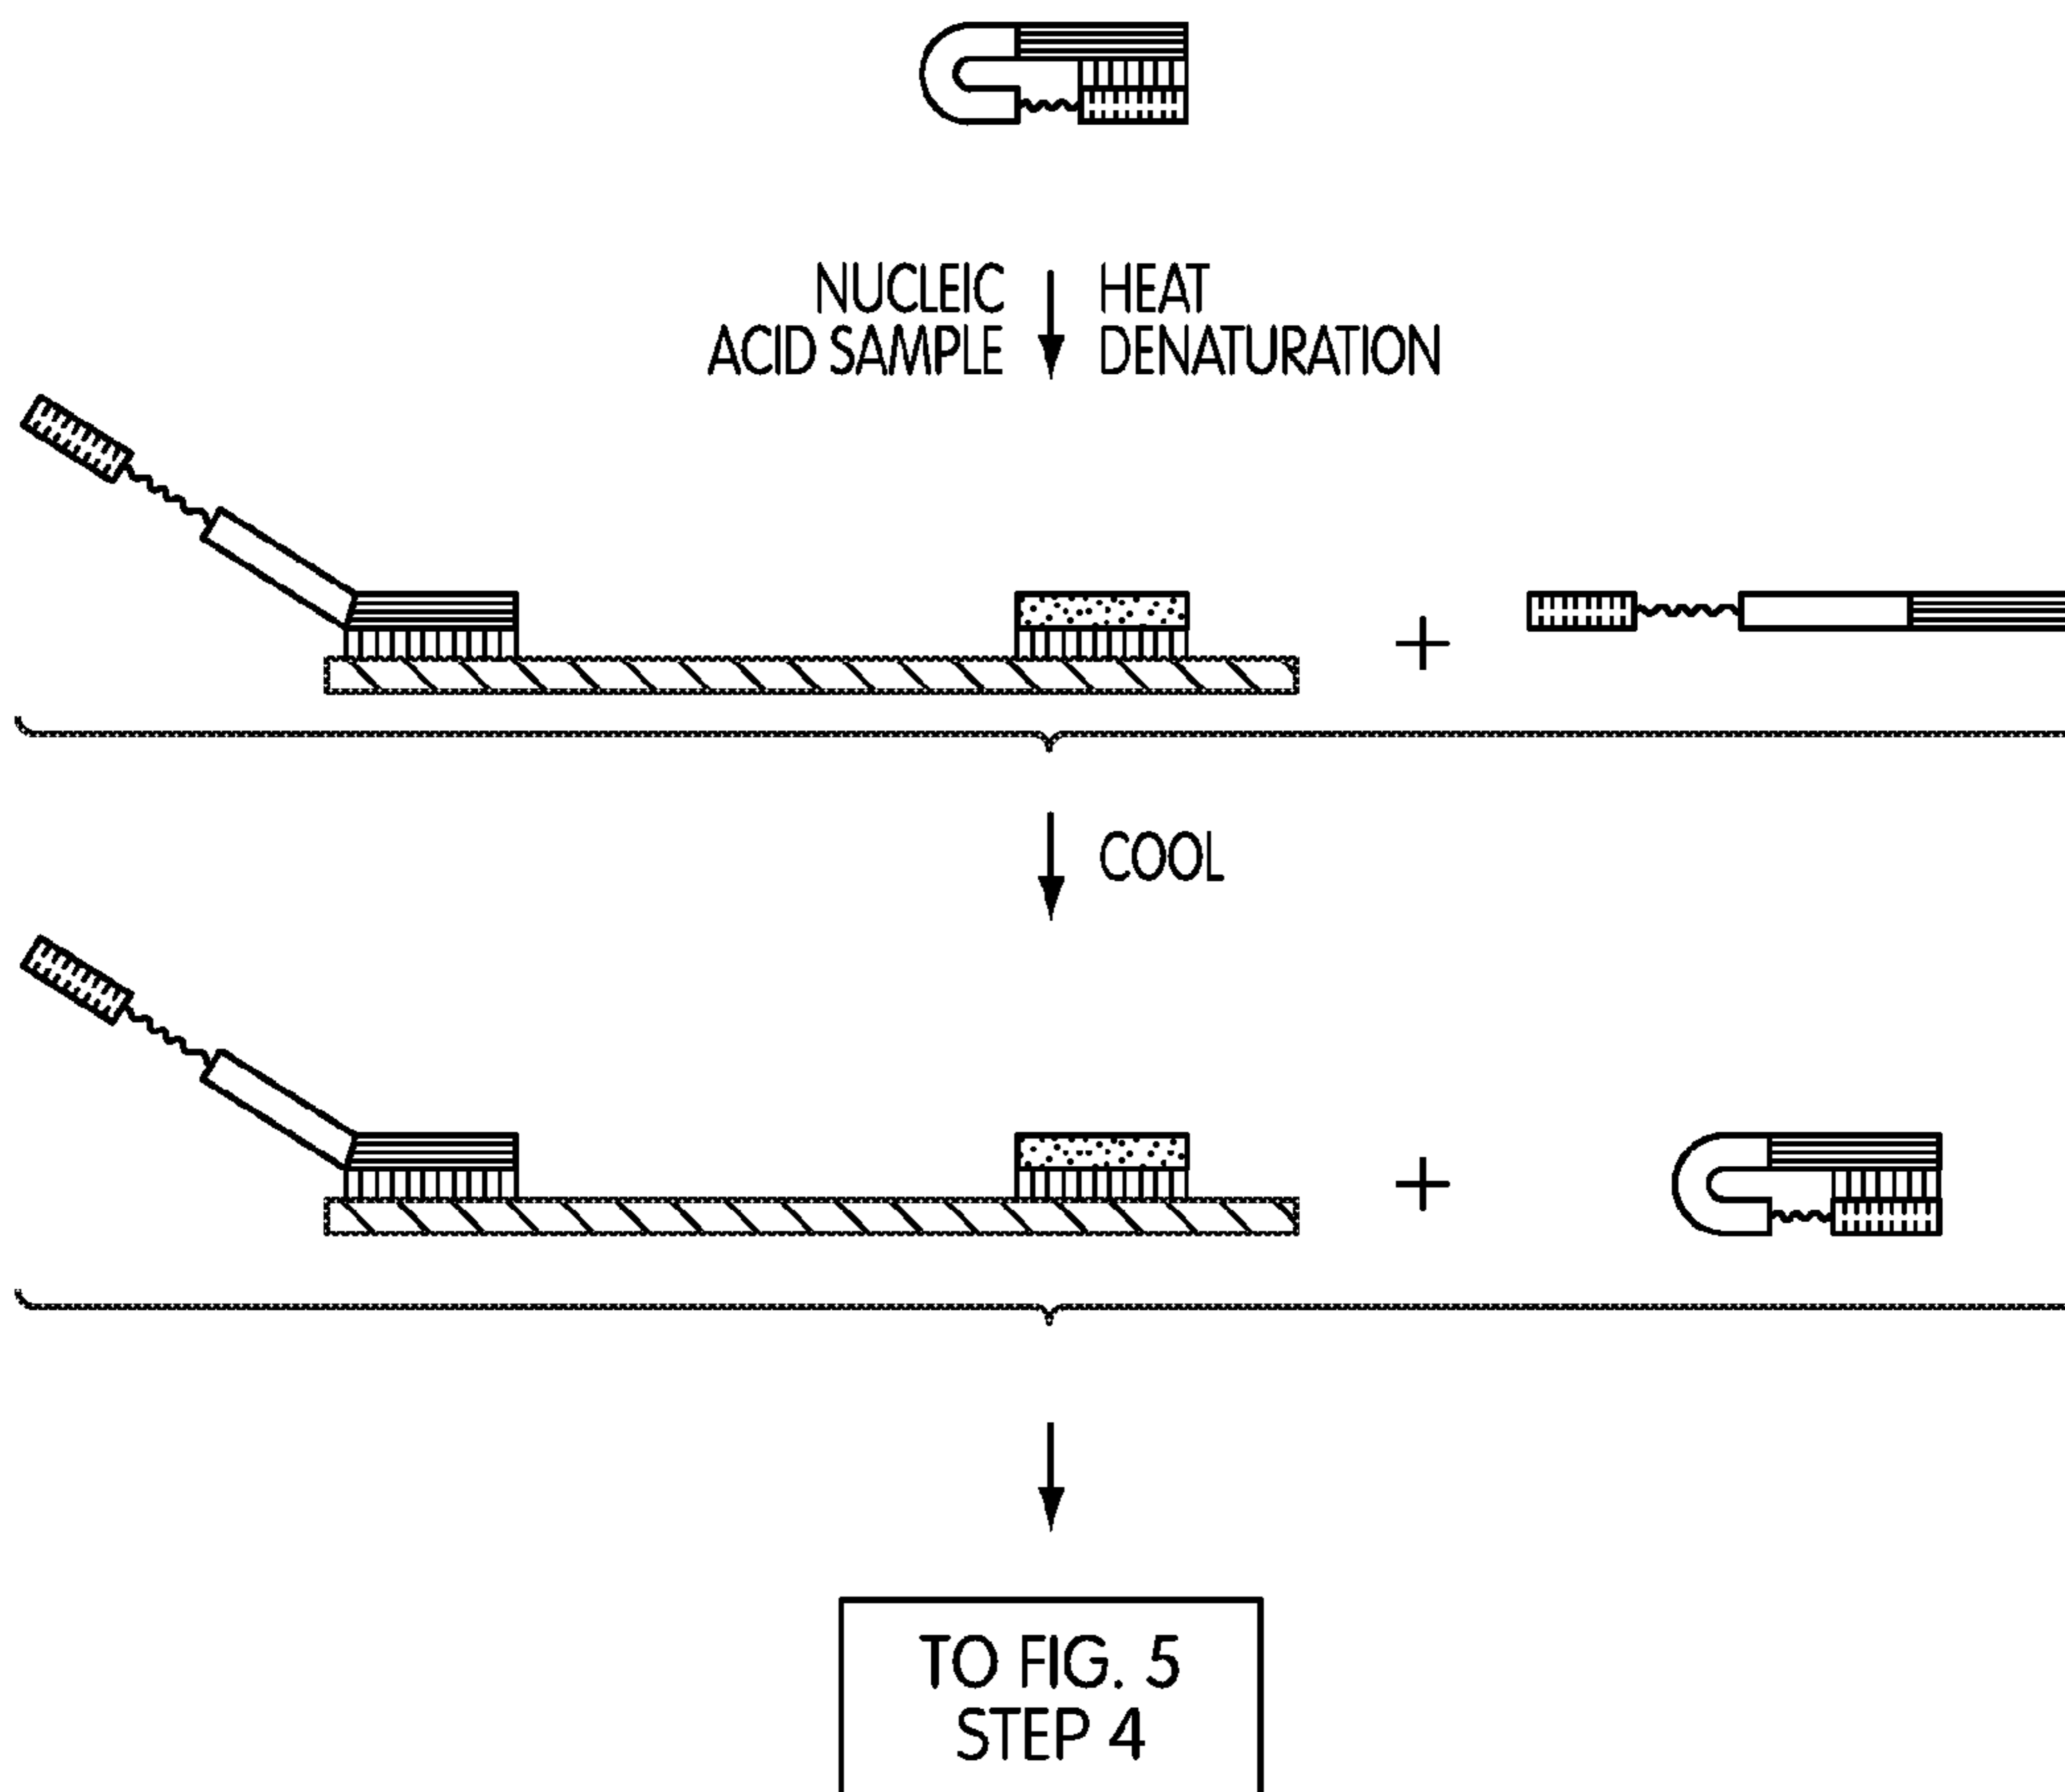 NUCLEIC
ACID SAMPLE
HEAT
DENATURATION
+
COOL
+
TO FIG. 5
STEP 4